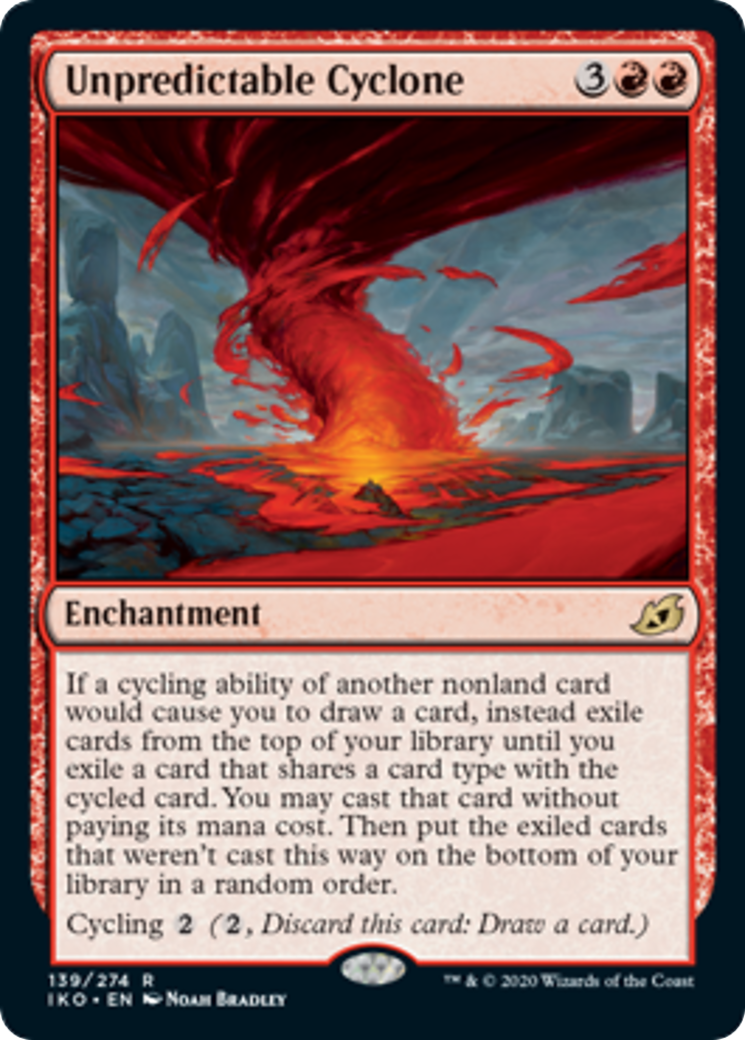 Unpredictable Cyclone 3
Enchantment
If a cycling ability of another nonland card
would cause you to draw a card, instead exile
cards from the top of your library until you
exile a card that shares a card type with the
cycled card. You may cast that card without
paying its mana cost. Then put the exiled cards
that weren't cast this way on the bottom of your
library in a random order.
Cycling 2 (2, Discard this card: Draw a card.)
139/274 R
™ & © 2020 Wizards of the Coast
IKO • EN Noah Bradley